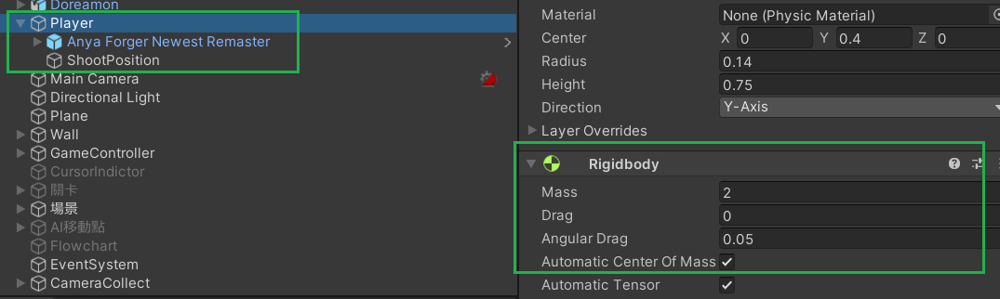 Doreamon
Player
Anya Forger Newest Remaster
ShootPosition
Main Camera
Directional Light
Plane
Wall
GameController
CursorIndictor
關卡
場景
AI移動點
Flowchart
EventSystem
CameraCollect
Material None (Physic Material)
Center X 0 Y 0.4 Z 0
Radius 0.14
Height 0.75
Direction Y-Axis
Layer Overrides
Rigidbody
Mass 2
Drag 0
Angular Drag 0.05
Automatic Center Of Mass
Automatic Tensor